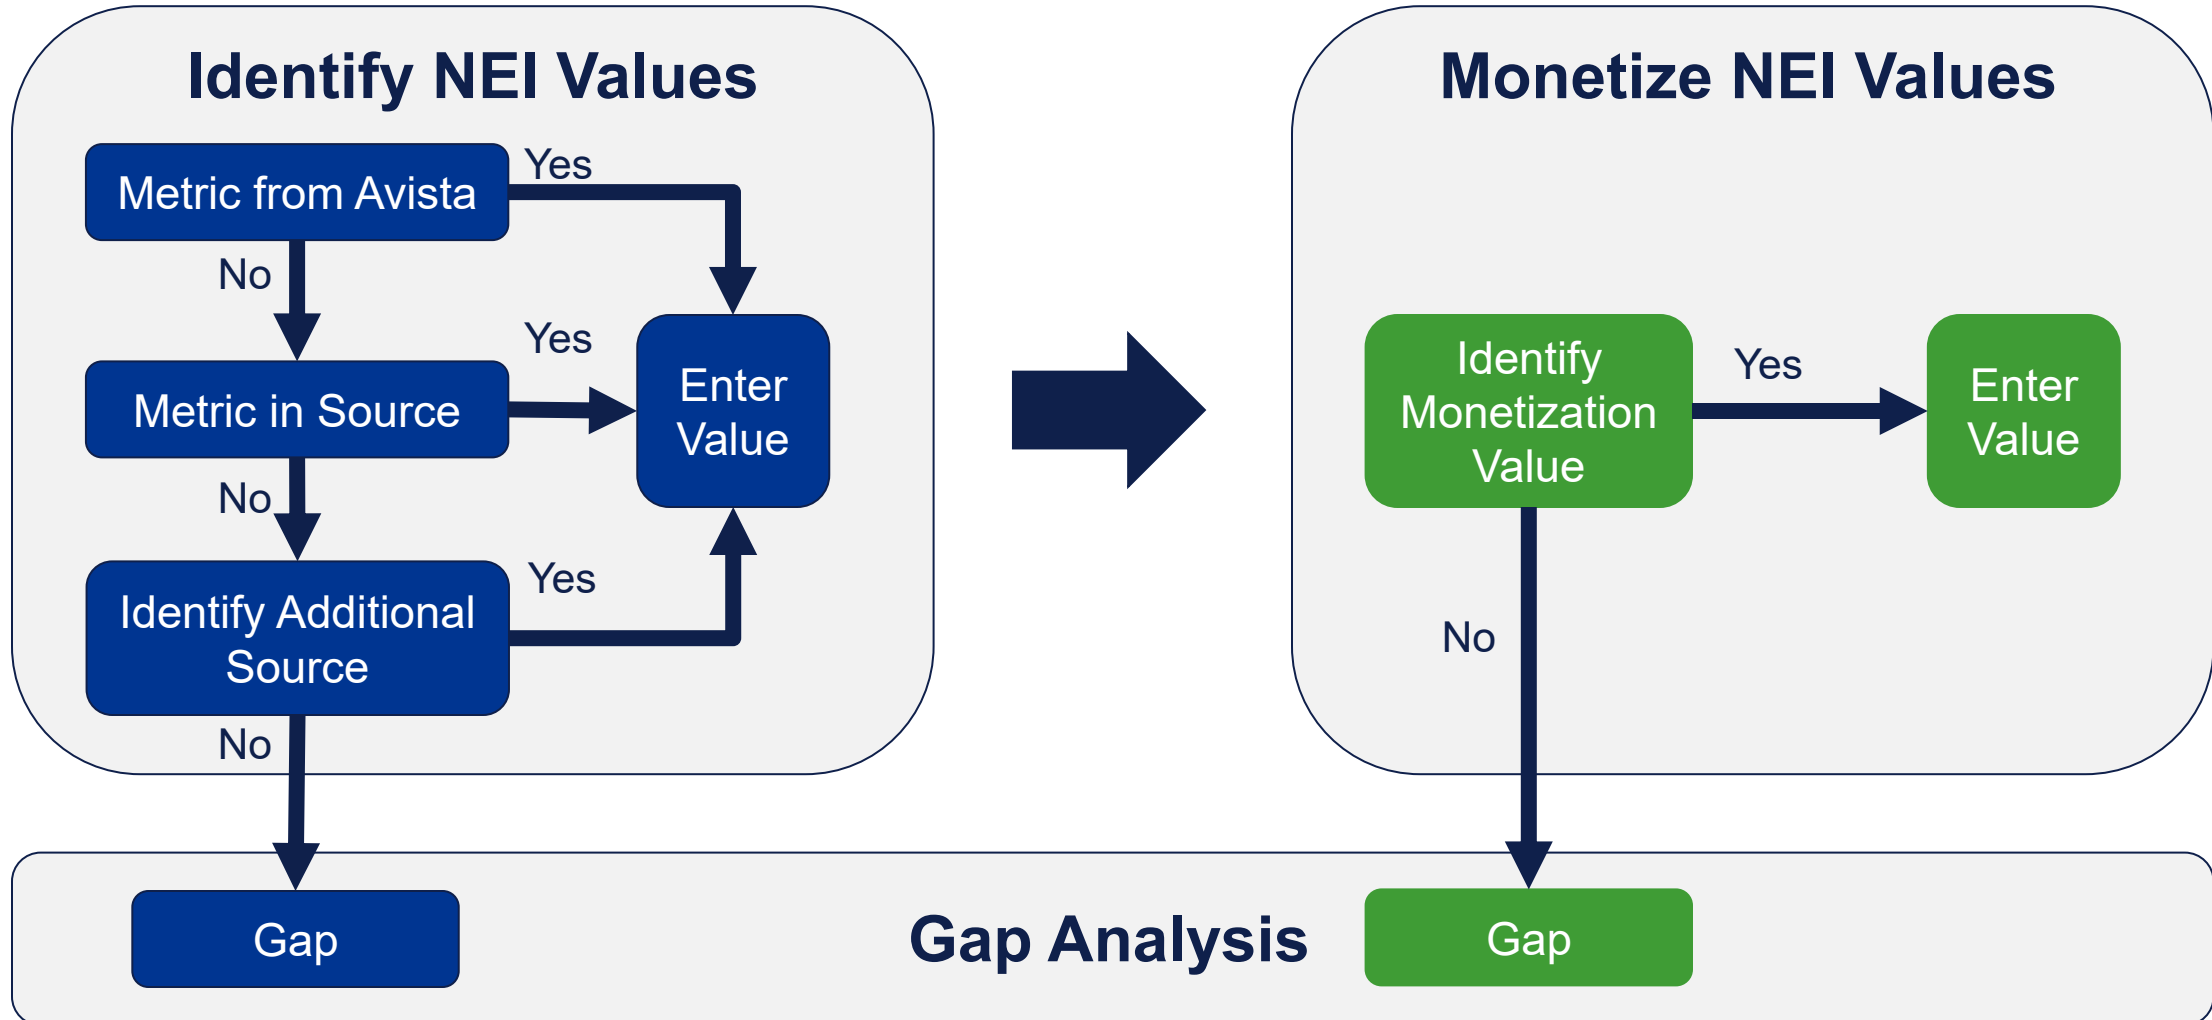 Identify NEI Values
Metric from Avista
Yes
No
Metric in Source
Yes
Enter
Value
No
Identify Additional
Source
Yes
No
Monetize NEI Values
Identify
Monetization
Value
Yes
Enter
Value
No
Gap
Gap Analysis
Gap